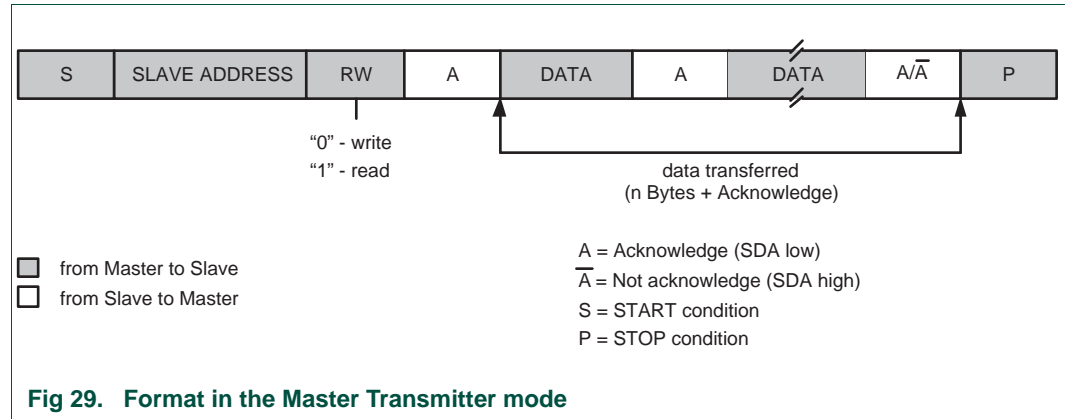 S SLAVE ADDRESS RW A DATA A DATA A/A̅ P
“0” - write
“1” - read
data transferred
(n Bytes + Acknowledge)
from Master to Slave
from Slave to Master
A = Acknowledge (SDA low)
A̅ = Not acknowledge (SDA high)
S = START condition
P = STOP condition
Fig 29. Format in the Master Transmitter mode